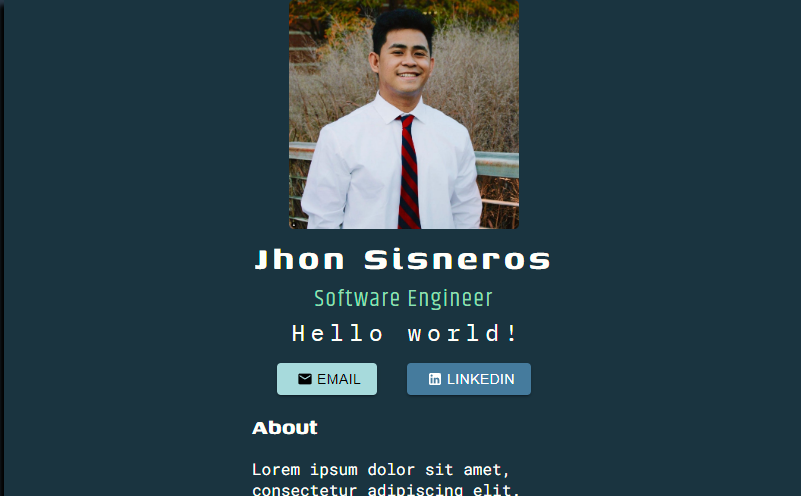 Jhon Sisneros
Software Engineer
Hello world!
EMAIL
LINKEDIN
About
Lorem ipsum dolor sit amet,
consectetur adipiscing elit.